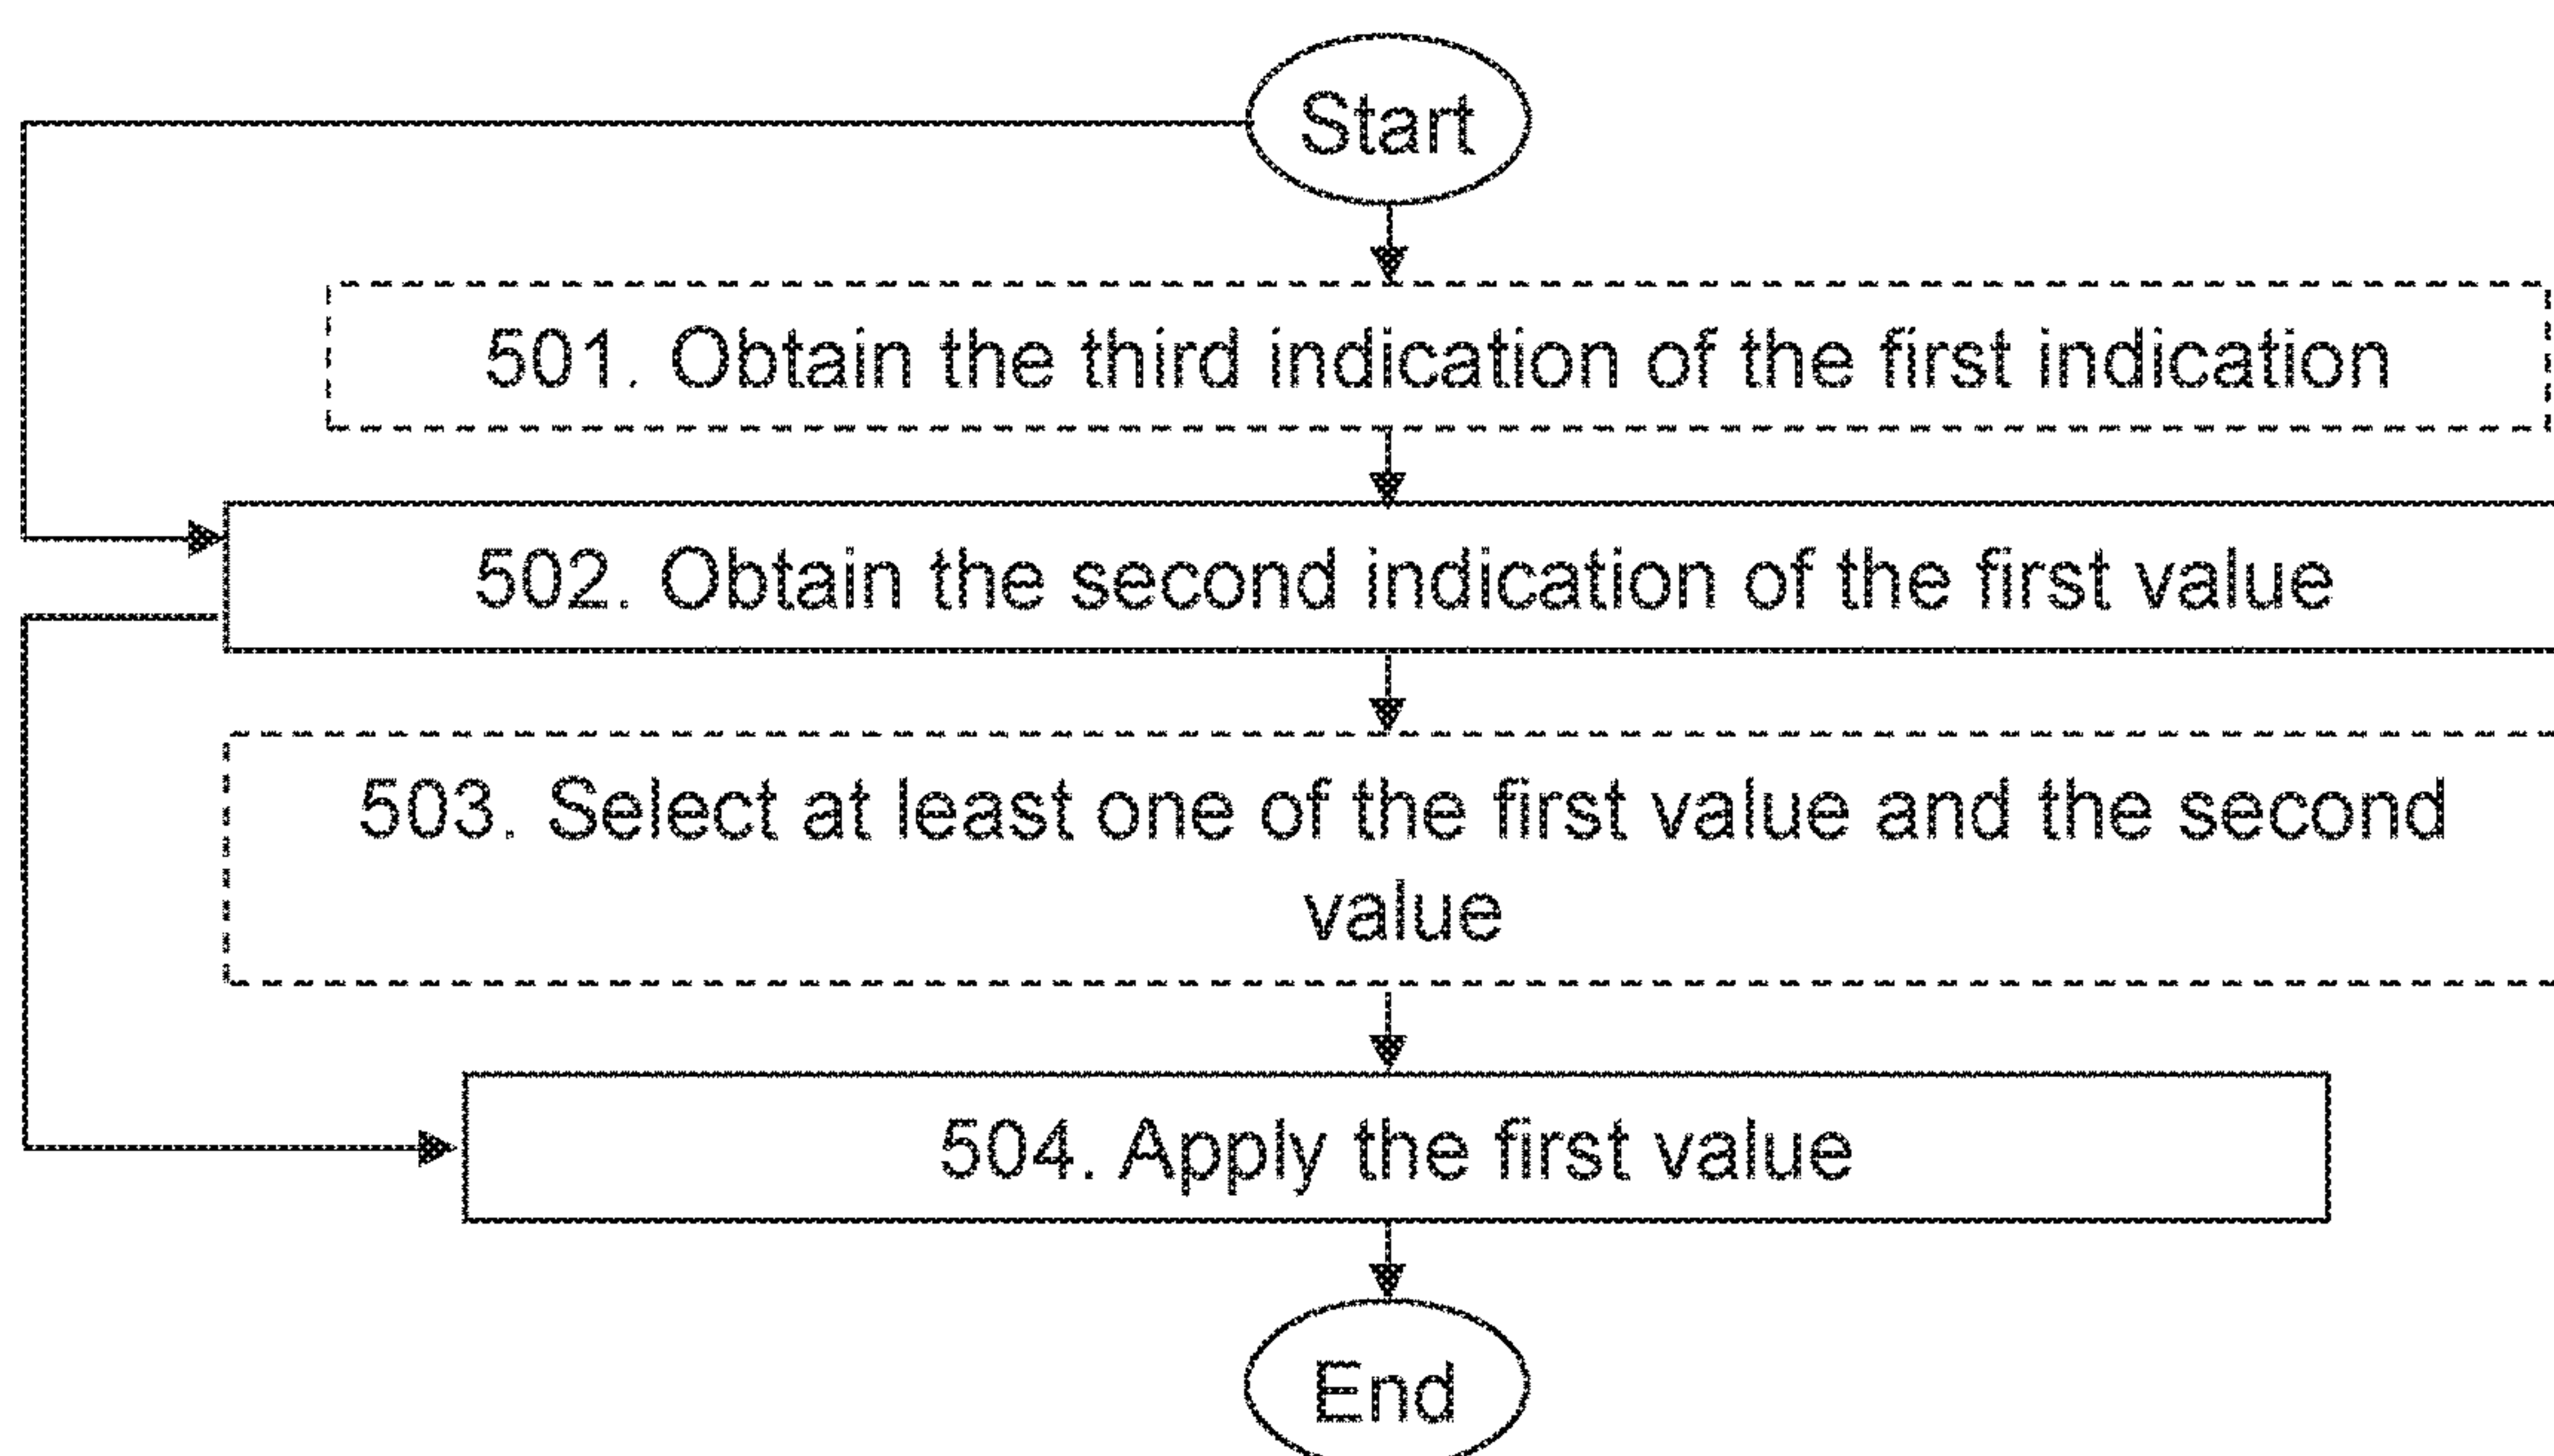 Start
501. Obtain the third indication of the first indication
502. Obtain the second indication of the first value
503. Select at least one of the first value and the second
value
504. Apply the first value
End